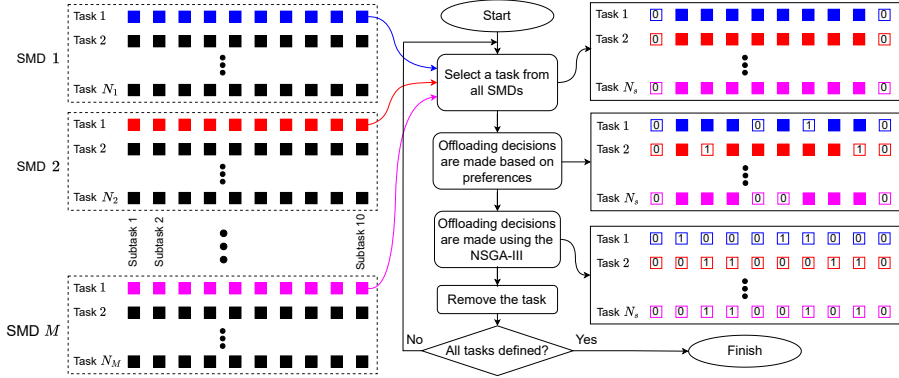 SMD 1
Task 1
Task 2
Task N₁
SMD 2
Task 1
Task 2
Task N₂
Subtask 1
Subtask 2
Subtask 10
SMD M
Task 1
Task 2
Task N_M
Start
Select a task from
all SMDs
Offloading decisions
are made based on
preferences
Offloading decisions
are made using the
NSGA-III
Remove the task
All tasks defined?
No
Yes
Finish
Task 1 0 0
Task 2 0 0
Task Nₛ 0 0
Task 1 0 0 1 0
Task 2 0 1 1 0
Task Nₛ 0 0 0 0
Task 1 0 1 0 0 0 1 1 0 0 0
Task 2 0 0 1 1 0 0 0 1 1 0
Task Nₛ 0 0 1 1 0 0 1 0 1 0